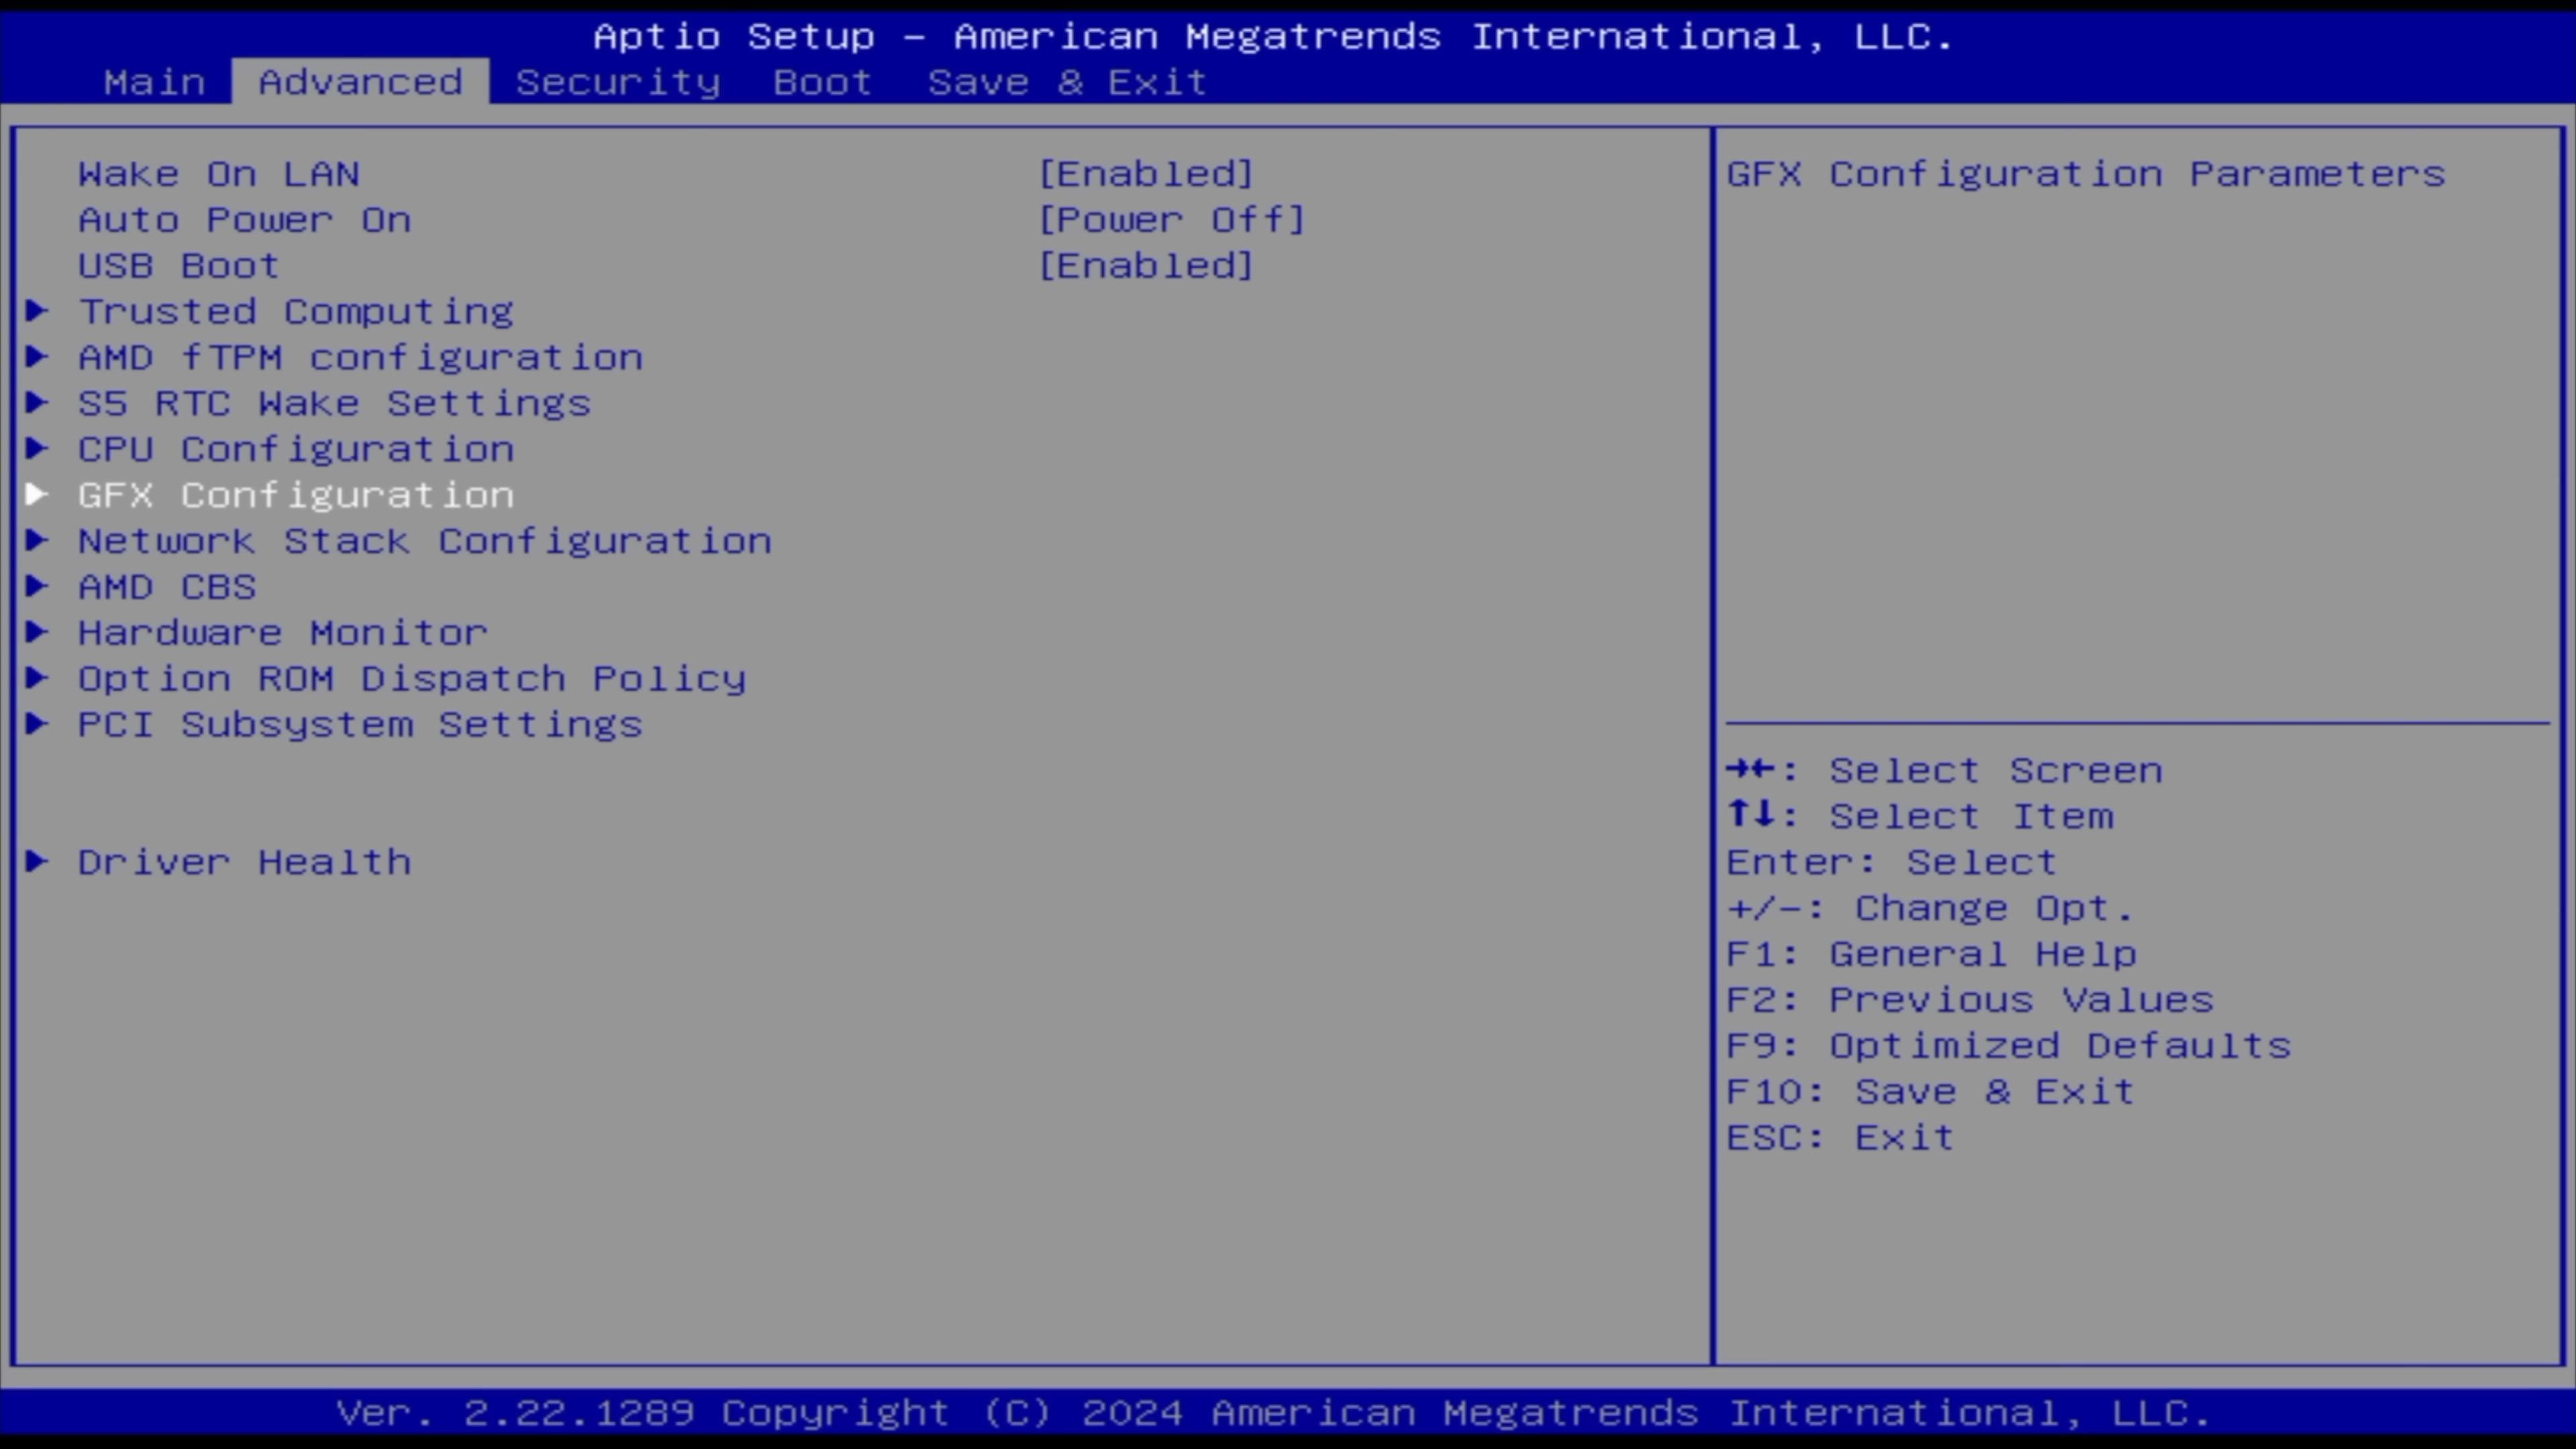 Aptio Setup – American Megatrends International, LLC.
Main Advanced Security Boot Save & Exit
Wake On LAN [Enabled]
Auto Power On [Power Off]
USB Boot [Enabled]
▶ Trusted Computing
▶ AMD fTPM configuration
▶ S5 RTC Wake Settings
▶ CPU Configuration
▶ GFX Configuration
▶ Network Stack Configuration
▶ AMD CBS
▶ Hardware Monitor
▶ Option ROM Dispatch Policy
▶ PCI Subsystem Settings
▶ Driver Health
GFX Configuration Parameters
→←: Select Screen
↑↓: Select Item
Enter: Select
+/-: Change Opt.
F1: General Help
F2: Previous Values
F9: Optimized Defaults
F10: Save & Exit
ESC: Exit
Ver. 2.22.1289 Copyright (C) 2024 American Megatrends International, LLC.